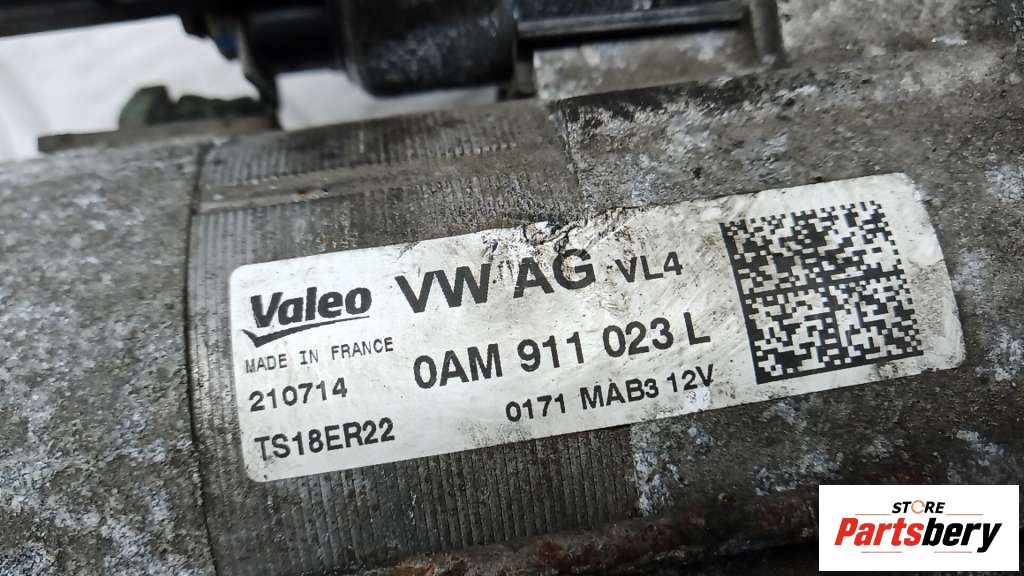 Valeo VW AG VL4
MADE IN FRANCE 0AM 911 023 L
210714 0171 MAB3 12V
TS18ER22
STORE
Partsbery